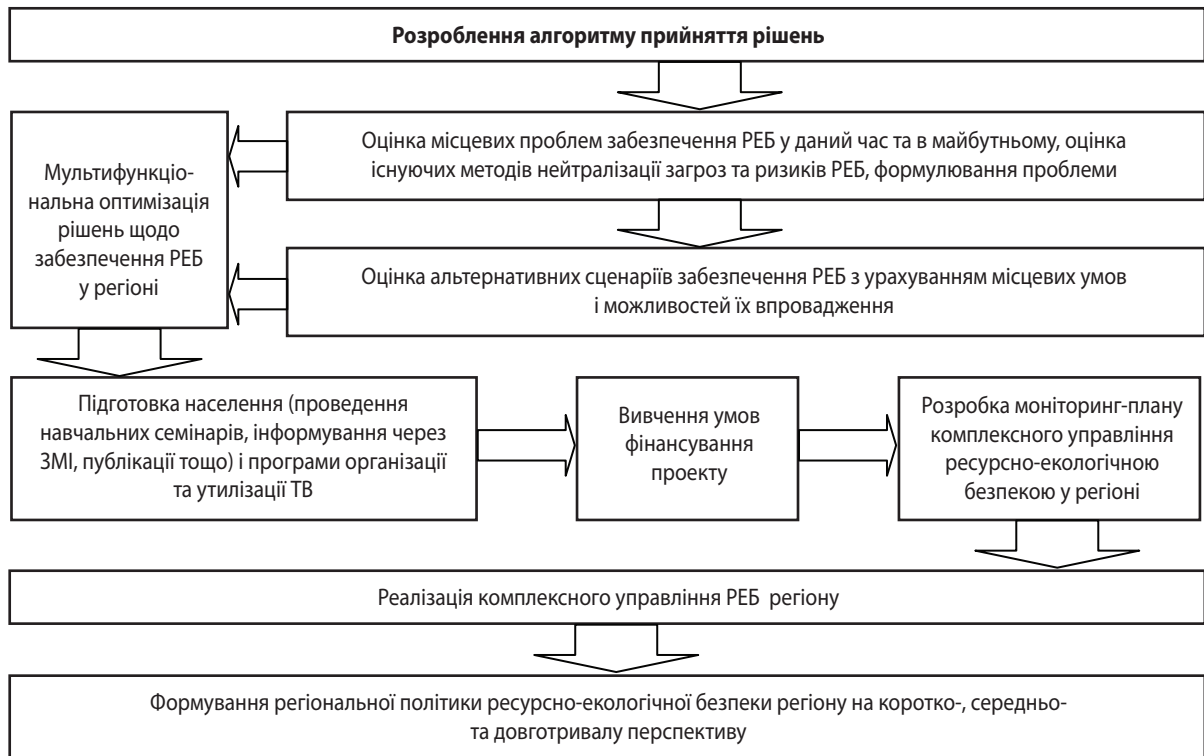 Розроблення алгоритму прийняття рішень
Оцінка місцевих проблем забезпечення РЕБ у даний час та в майбутньому, оцінка
існуючих методів нейтралізації загроз та ризиків РЕБ, формулювання проблеми
Мультифункціо-
нальна оптимізація
рішень щодо
забезпечення РЕБ
у регіоні
Оцінка альтернативних сценаріїв забезпечення РЕБ з урахуванням місцевих умов
і можливостей їх впровадження
Підготовка населення (проведення
навчальних семінарів, інформування через
ЗМІ, публікації тощо) і програми організації
та утилізації ТВ
Вивчення умов
фінансування
проекту
Розробка моніторинг-плану
комплексного управління
ресурсно-екологічною
безпекою у регіоні
Реалізація комплексного управління РЕБ регіону
Формування регіональної політики ресурсно-екологічної безпеки регіону на коротко-, середньо-
та довготривалу перспективу